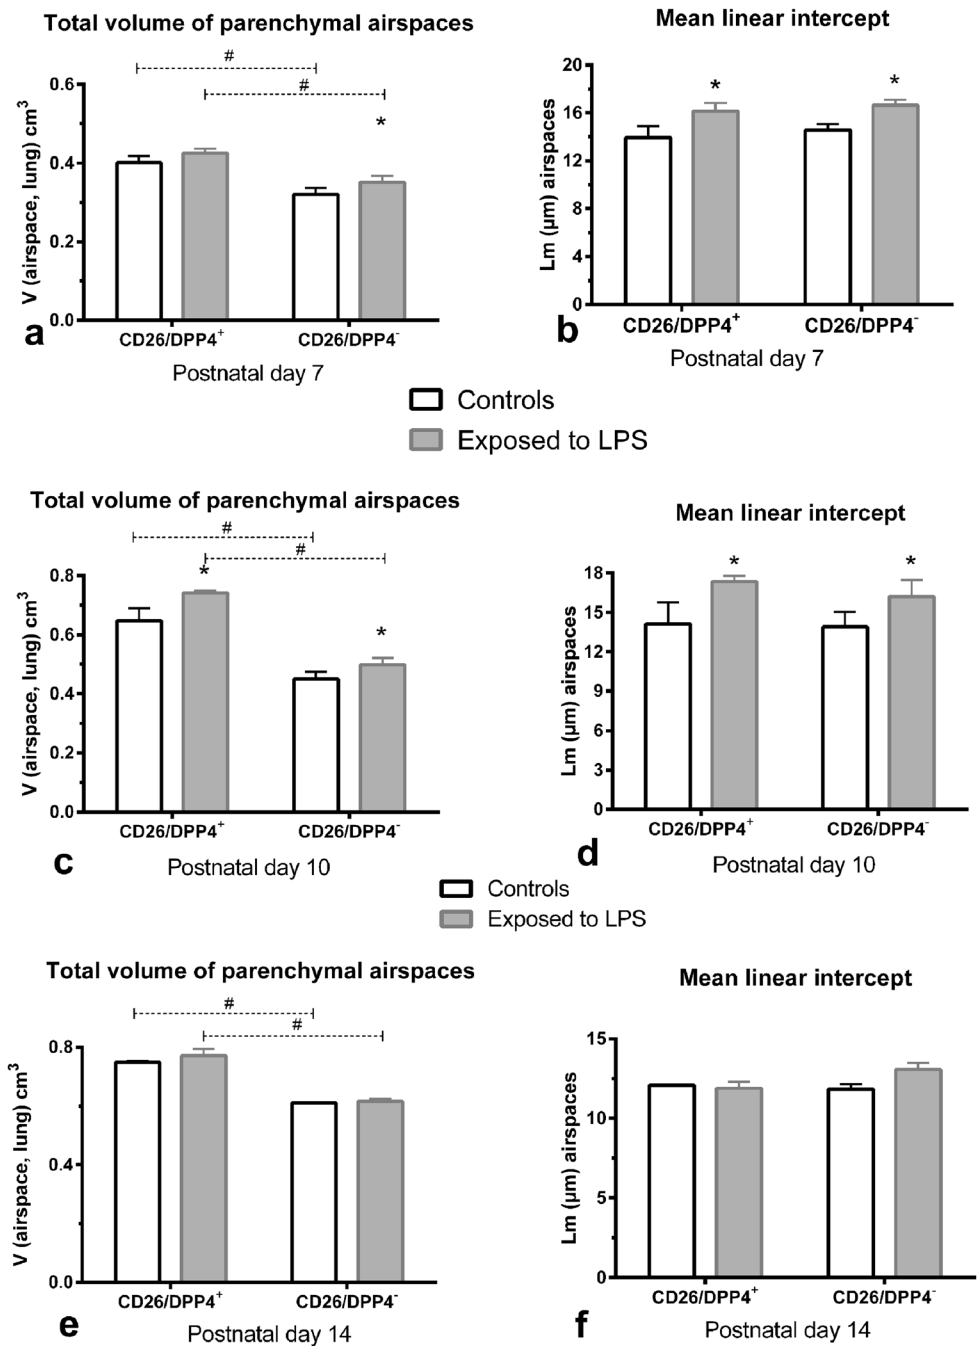 Total volume of parenchymal airspaces
#
#
*
V (airspace, lung) cm³
0.6
0.4
0.2
0.0
CD26/DPP4⁺ CD26/DPP4⁻
a
Postnatal day 7
Mean linear intercept
* *
Lm (µm) airspaces
20
16
12
8
4
0
CD26/DPP4⁺ CD26/DPP4⁻
b
Postnatal day 7
Controls
Exposed to LPS
Total volume of parenchymal airspaces
#
#
*
*
V (airspace, lung) cm³
0.8
0.6
0.4
0.2
0.0
CD26/DPP4⁺ CD26/DPP4⁻
c
Postnatal day 10
Mean linear intercept
* *
Lm (µm) airspaces
18
15
12
9
6
3
0
CD26/DPP4⁺ CD26/DPP4⁻
d
Postnatal day 10
Controls
Exposed to LPS
Total volume of parenchymal airspaces
#
#
V (airspace, lung) cm³
0.8
0.4
0.0
CD26/DPP4⁺ CD26/DPP4⁻
e
Postnatal day 14
Mean linear intercept
Lm (µm) airspaces
15
10
5
0
CD26/DPP4⁺ CD26/DPP4⁻
f
Postnatal day 14